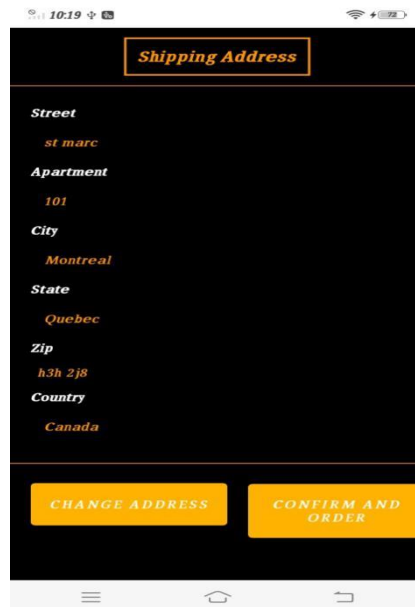 10:19
72
Shipping Address
Street
st marc
Apartment
101
City
Montreal
State
Quebec
Zip
h3h 2j8
Country
Canada
CHANGE ADDRESS
CONFIRM AND
ORDER